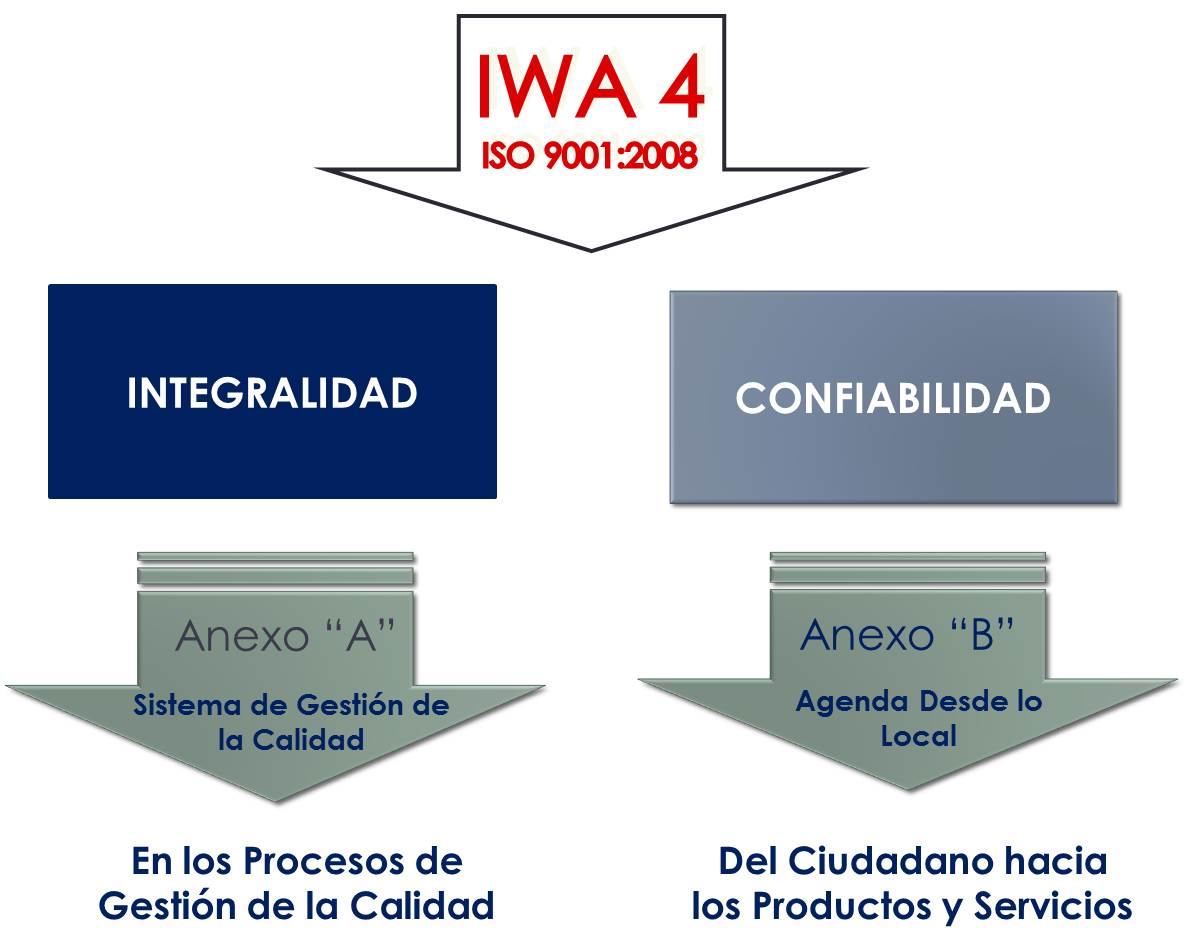 IWA 4
ISO 9001:2008
INTEGRALIDAD
CONFIABILIDAD
Anexo “A”
Sistema de Gestión de
la Calidad
Anexo “B”
Agenda Desde lo
Local
En los Procesos de
Gestión de la Calidad
Del Ciudadano hacia
los Productos y Servicios